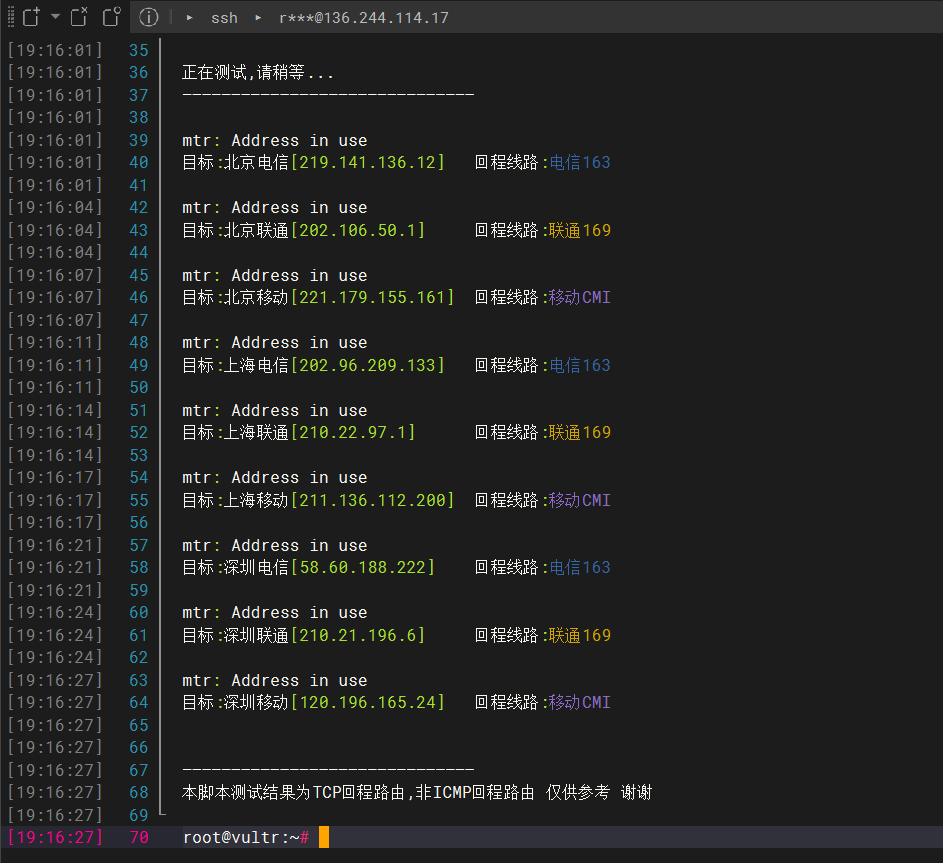 ssh r***@136.244.114.17
[19:16:01] 35
[19:16:01] 36 正在测试,请稍等...
[19:16:01] 37 ------------------------------
[19:16:01] 38
[19:16:01] 39 mtr: Address in use
[19:16:01] 40 目标:北京电信[219.141.136.12] 回程线路:电信163
[19:16:01] 41
[19:16:04] 42 mtr: Address in use
[19:16:04] 43 目标:北京联通[202.106.50.1] 回程线路:联通169
[19:16:04] 44
[19:16:07] 45 mtr: Address in use
[19:16:07] 46 目标:北京移动[221.179.155.161] 回程线路:移动CMI
[19:16:07] 47
[19:16:11] 48 mtr: Address in use
[19:16:11] 49 目标:上海电信[202.96.209.133] 回程线路:电信163
[19:16:11] 50
[19:16:14] 51 mtr: Address in use
[19:16:14] 52 目标:上海联通[210.22.97.1] 回程线路:联通169
[19:16:14] 53
[19:16:17] 54 mtr: Address in use
[19:16:17] 55 目标:上海移动[211.136.112.200] 回程线路:移动CMI
[19:16:17] 56
[19:16:21] 57 mtr: Address in use
[19:16:21] 58 目标:深圳电信[58.60.188.222] 回程线路:电信163
[19:16:21] 59
[19:16:24] 60 mtr: Address in use
[19:16:24] 61 目标:深圳联通[210.21.196.6] 回程线路:联通169
[19:16:24] 62
[19:16:27] 63 mtr: Address in use
[19:16:27] 64 目标:深圳移动[120.196.165.24] 回程线路:移动CMI
[19:16:27] 65
[19:16:27] 66
[19:16:27] 67 ------------------------------
[19:16:27] 68 本脚本测试结果为TCP回程路由,非ICMP回程路由 仅供参考 谢谢
[19:16:27] 69
[19:16:27] 70 root@vultr:~#